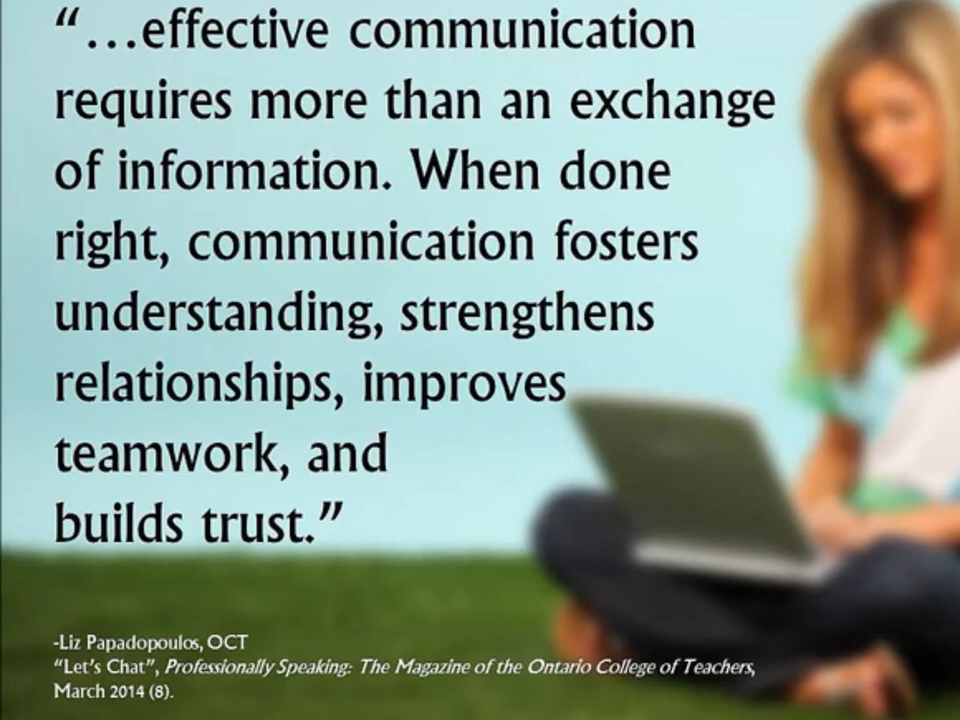 “…effective communication
requires more than an exchange
of information. When done
right, communication fosters
understanding, strengthens
relationships, improves
teamwork, and
builds trust.”
-Liz Papadopoulos, OCT
“Let’s Chat”, Professionally Speaking: The Magazine of the Ontario College of Teachers,
March 2014 (8).